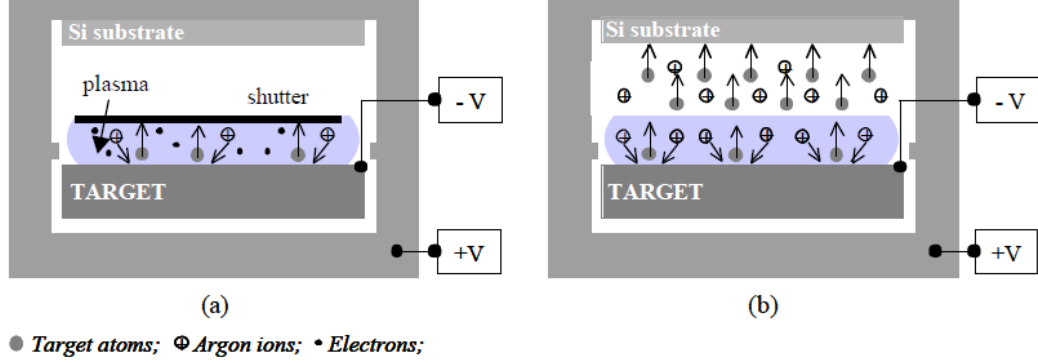 Si substrate
plasma
shutter
- V
TARGET
+V
(a)
Si substrate
- V
TARGET
+V
(b)
Target atoms; Argon ions; Electrons;